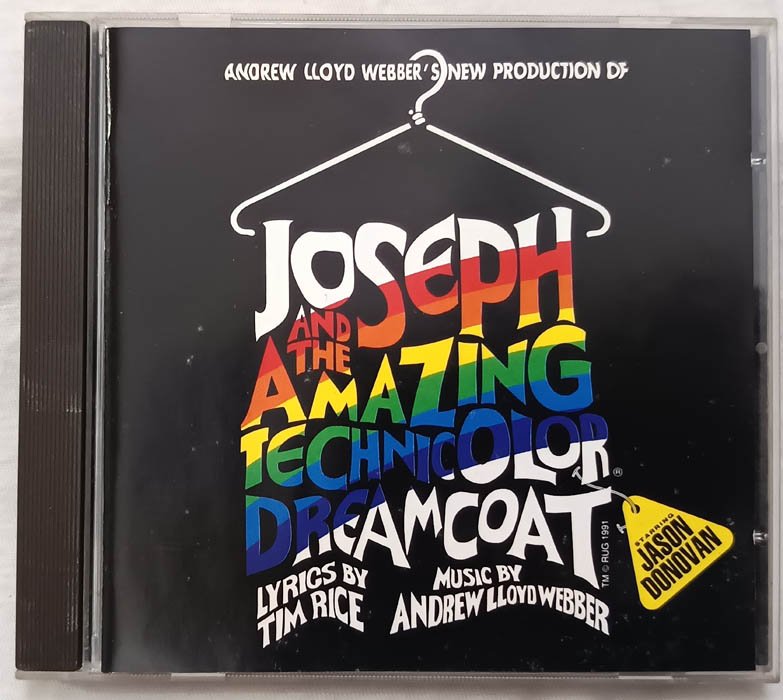 ANDREW LLOYD WEBBER'S NEW PRODUCTION OF
JOSEPH
AND
THE
AMAZING
TECHNICOLOR®
DREAMCOAT
LYRICS BY
TIM RICE
MUSIC BY
ANDREW LLOYD WEBBER
TM © RUG 1991
STARRING
JASON
DONOVAN